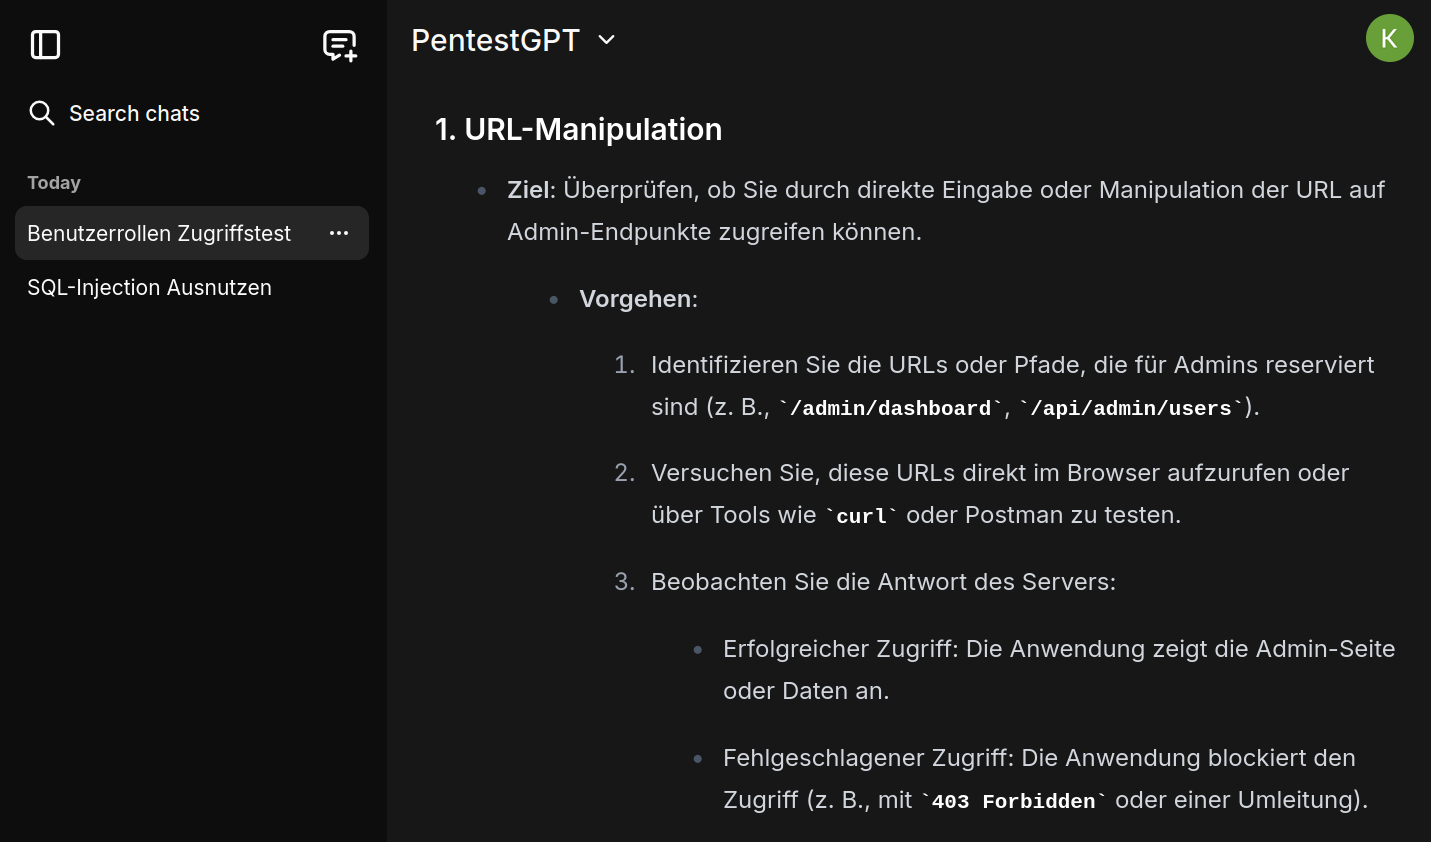 PentestGPT
K
Search chats
Today
Benutzerrollen Zugriffstest
SQL-Injection Ausnutzen
1. URL-Manipulation
Ziel: Überprüfen, ob Sie durch direkte Eingabe oder Manipulation der URL auf
Admin-Endpunkte zugreifen können.
Vorgehen:
1. Identifizieren Sie die URLs oder Pfade, die für Admins reserviert
sind (z. B., `/admin/dashboard`, `/api/admin/users`).
2. Versuchen Sie, diese URLs direkt im Browser aufzurufen oder
über Tools wie `curl` oder Postman zu testen.
3. Beobachten Sie die Antwort des Servers:
Erfolgreicher Zugriff: Die Anwendung zeigt die Admin-Seite
oder Daten an.
Fehlgeschlagener Zugriff: Die Anwendung blockiert den
Zugriff (z. B., mit `403 Forbidden` oder einer Umleitung).